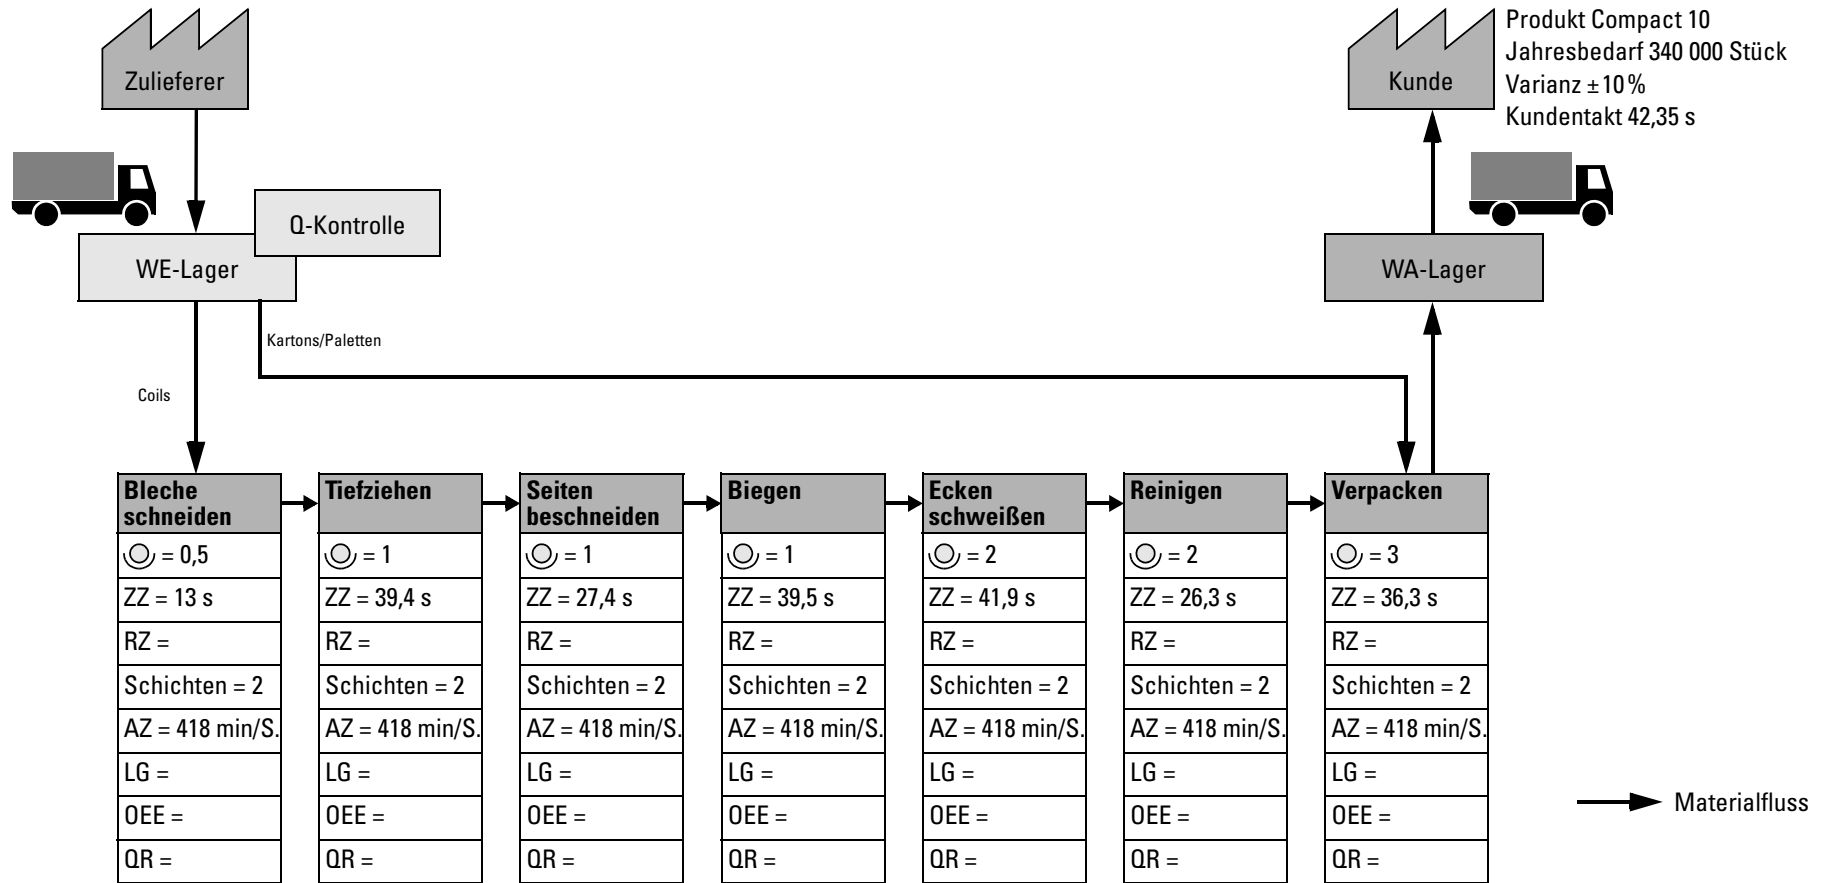 Zulieferer
Kunde
Produkt Compact 10
Jahresbedarf 340 000 Stück
Varianz ±10 %
Kundentakt 42,35 s
Q-Kontrolle
WE-Lager
WA-Lager
Kartons/Paletten
Coils
Bleche
schneiden
= 0,5
ZZ = 13 s
RZ =
Schichten = 2
AZ = 418 min/S.
LG =
OEE =
QR =
Tiefziehen
= 1
ZZ = 39,4 s
RZ =
Schichten = 2
AZ = 418 min/S.
LG =
OEE =
QR =
Seiten
beschneiden
= 1
ZZ = 27,4 s
RZ =
Schichten = 2
AZ = 418 min/S.
LG =
OEE =
QR =
Biegen
= 1
ZZ = 39,5 s
RZ =
Schichten = 2
AZ = 418 min/S.
LG =
OEE =
QR =
Ecken
schweißen
= 2
ZZ = 41,9 s
RZ =
Schichten = 2
AZ = 418 min/S.
LG =
OEE =
QR =
Reinigen
= 2
ZZ = 26,3 s
RZ =
Schichten = 2
AZ = 418 min/S.
LG =
OEE =
QR =
Verpacken
= 3
ZZ = 36,3 s
RZ =
Schichten = 2
AZ = 418 min/S.
LG =
OEE =
QR =
Materialfluss